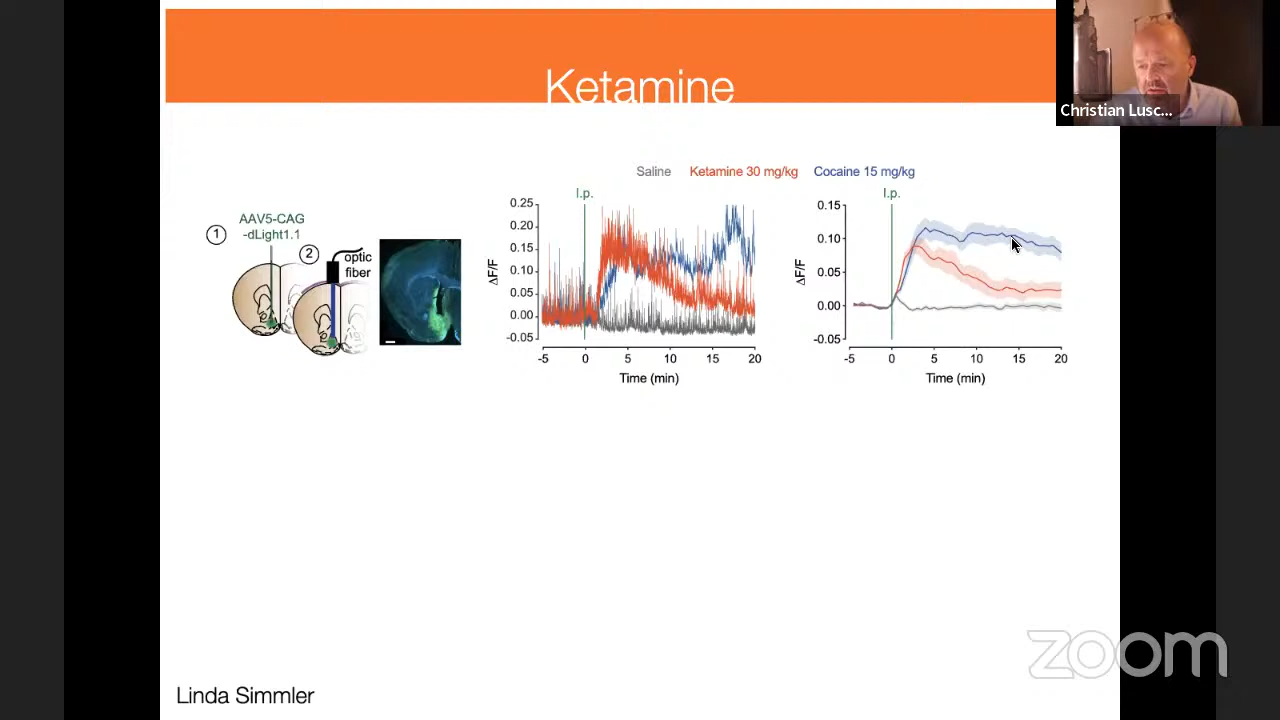 Ketamine
Christian Lusc...
Saline Ketamine 30 mg/kg Cocaine 15 mg/kg
AAV5-CAG
-dLight1.1
1
2
optic
fiber
I.p.
0.25
0.20
0.15
0.10
0.05
0.00
-0.05
ΔF/F
-5 0 5 10 15 20
Time (min)
I.p.
0.15
0.10
0.05
0.00
-0.05
ΔF/F
-5 0 5 10 15 20
Time (min)
zoom
Linda Simmler